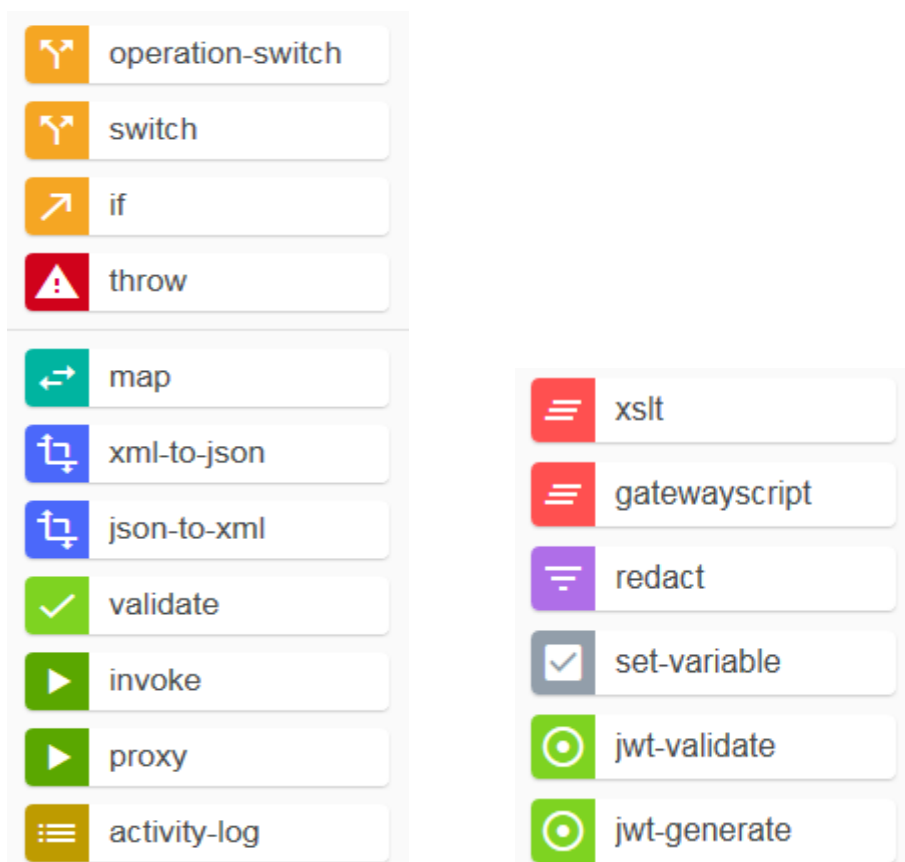 operation-switch
switch
if
throw
map
xml-to-json
json-to-xml
validate
invoke
proxy
activity-log
xslt
gatewayscript
redact
set-variable
jwt-validate
jwt-generate